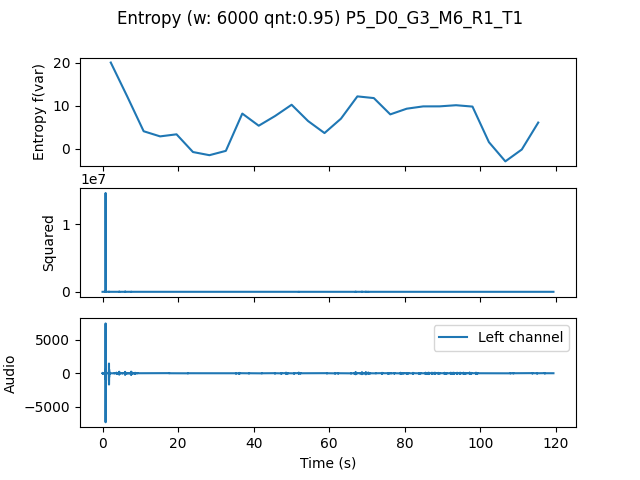 Entropy (w: 6000 qnt:0.95) P5_D0_G3_M6_R1_T1
20
10
0
Entropy f(var)
1e7
1
0
Squared
5000
0
−5000
Audio
Left channel
0 20 40 60 80 100 120
Time (s)